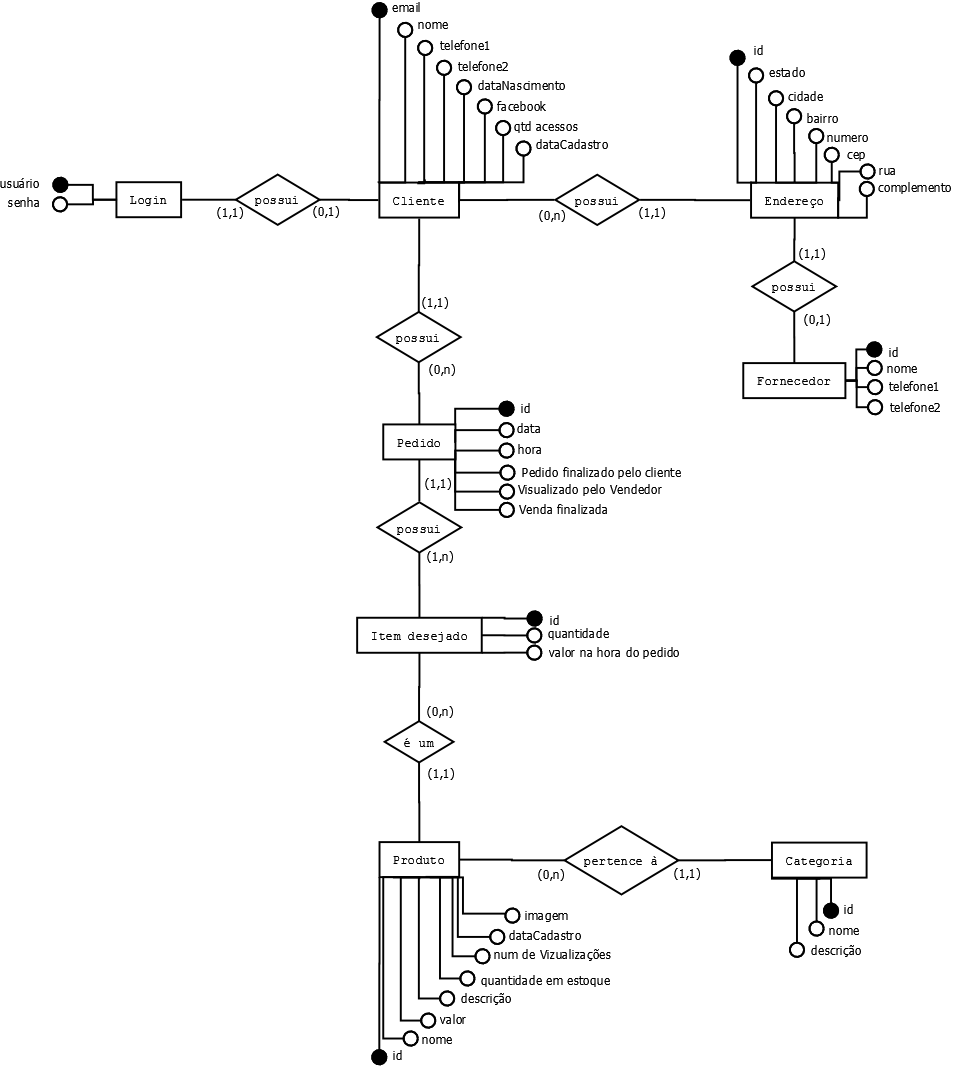 email
nome
telefone1
telefone2
dataNascimento
facebook
qtd acessos
dataCadastro
id
estado
cidade
bairro
numero
cep
rua
complemento
usuário
senha
Login
possui
(1,1)
(0,1)
Cliente
possui
(0,n)
(1,1)
Endereço
(1,1)
possui
(0,1)
Fornecedor
id
nome
telefone1
telefone2
(1,1)
possui
(0,n)
Pedido
id
data
hora
Pedido finalizado pelo cliente
Visualizado pelo Vendedor
Venda finalizada
(1,1)
possui
(1,n)
Item desejado
id
quantidade
valor na hora do pedido
(0,n)
é um
(1,1)
Produto
pertence à
(0,n)
(1,1)
Categoria
id
nome
descrição
imagem
dataCadastro
num de Vizualizações
quantidade em estoque
descrição
valor
nome
id